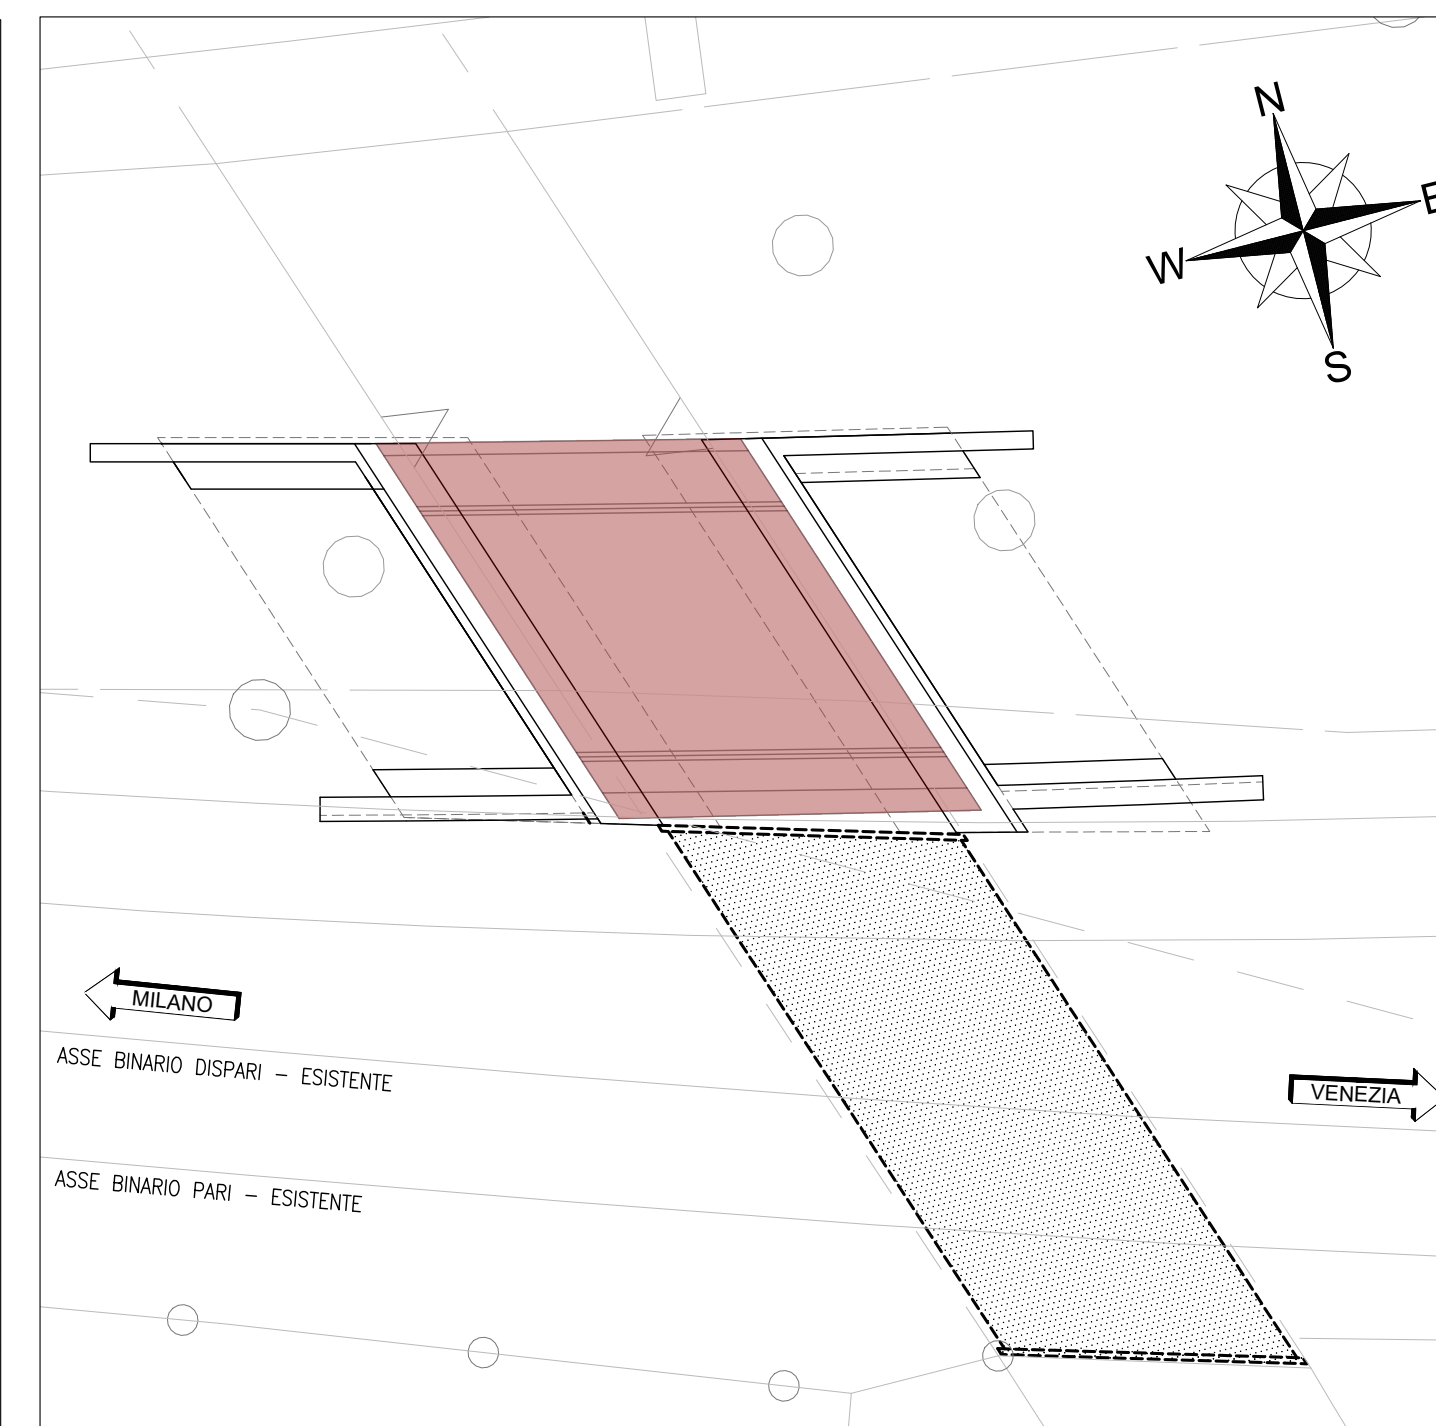 N
E
W
S
MILANO
ASSE BINARIO DISPARI – ESISTENTE
VENEZIA
ASSE BINARIO PARI – ESISTENTE